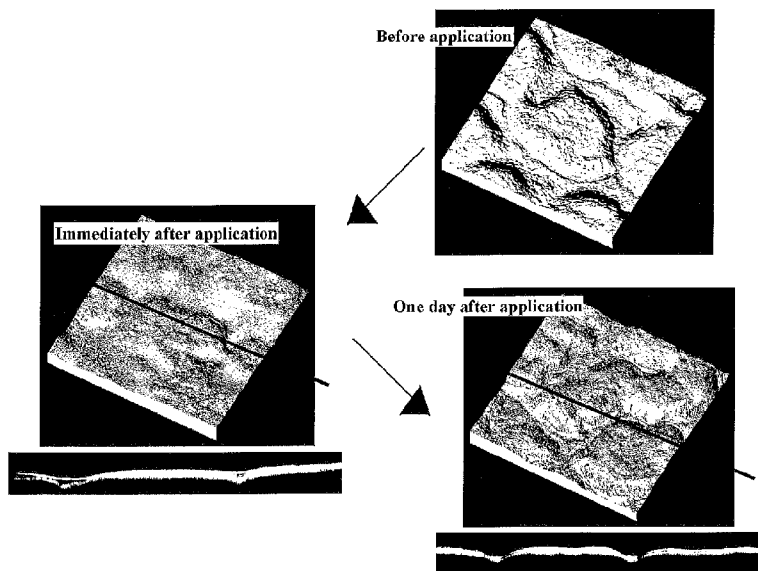 Before application
Immediately after application
One day after application